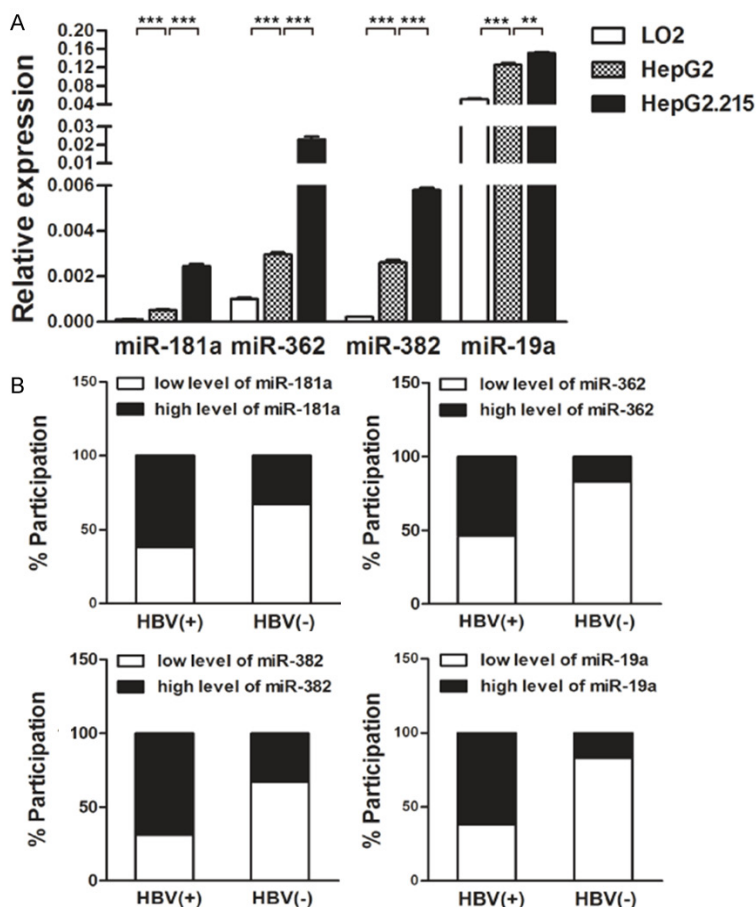 A
*** *** *** *** *** *** *** **
LO2
HepG2
HepG2.215
Relative expression
0.20
0.16
0.12
0.08
0.04
0.03
0.02
0.01
0.006
0.004
0.002
0.000
miR-181a miR-362 miR-382 miR-19a
B
% Participation
150
100
50
0
low level of miR-181a
high level of miR-181a
HBV(+) HBV(-)
% Participation
150
100
50
0
low level of miR-362
high level of miR-362
HBV(+) HBV(-)
% Participation
150
100
50
0
low level of miR-382
high level of miR-382
HBV(+) HBV(-)
% Participation
150
100
50
0
low level of miR-19a
high level of miR-19a
HBV(+) HBV(-)